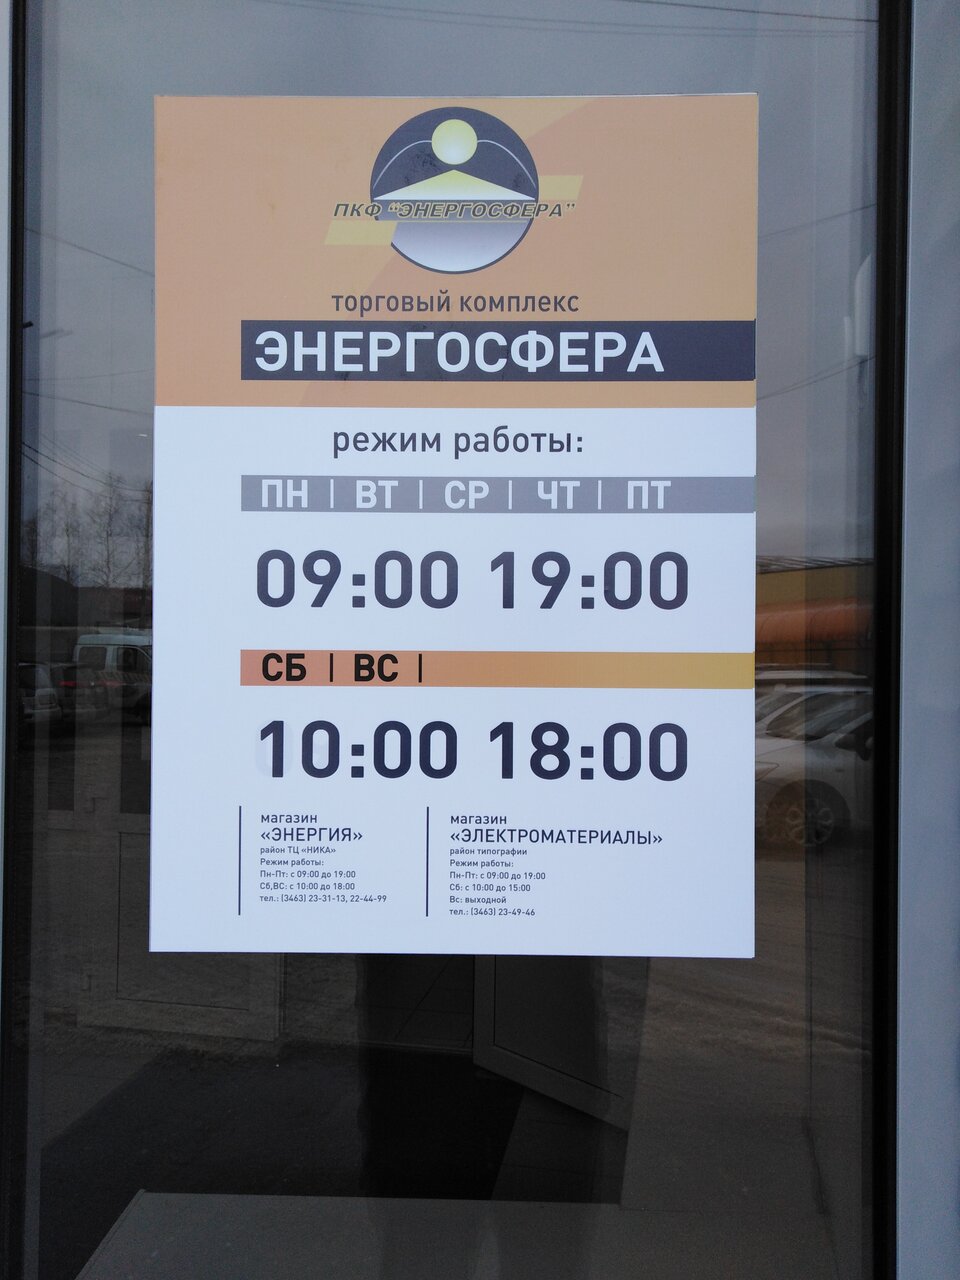 ПКФ "ЭНЕРГОСФЕРА"
торговый комплекс
ЭНЕРГОСФЕРА
режим работы:
ПН | ВТ | СР | ЧТ | ПТ
09:00 19:00
СБ | ВС |
10:00 18:00
магазин
«ЭНЕРГИЯ»
район ТЦ «НИКА»
Режим работы:
Пн-Пт: с 09:00 до 19:00
Сб,ВС: с 10:00 до 18:00
тел.: (3463) 23-31-13, 22-44-99
магазин
«ЭЛЕКТРОМАТЕРИАЛЫ»
район типографии
Режим работы:
Пн-Пт: с 09:00 до 19:00
Сб: с 10:00 до 15:00
Вс: выходной
тел.: (3463) 23-49-46